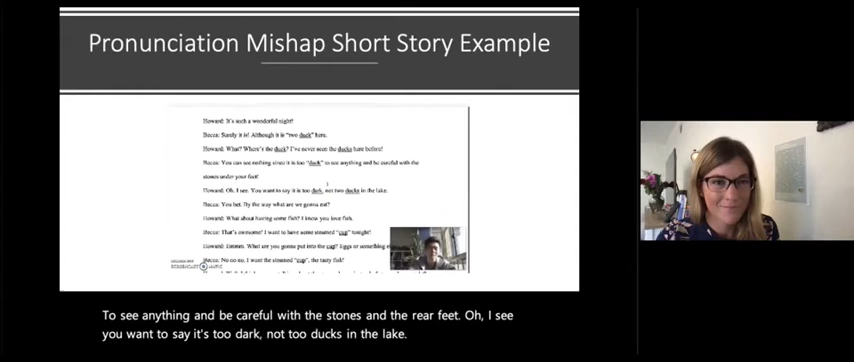 Pronunciation Mishap Short Story Example
Howard: It's such a wonderful night!
Becca: Surely it is! Although it is "two duck" here.
Howard: What? Where's the duck? I've never seen the ducks here before!
Becca: You can see nothing since it is too "duck" to see anything and be careful with the
stones under your feet!
Howard: Oh, I see. You want to say it is too dark, not two ducks in the lake.
Becca: You bet. By the way what are we gonna eat?
Howard: What about having some fish? I know you love fish.
Becca: That's awesome! I want to have some steamed "cup" tonight!
Howard: Emmm. What are you gonna put into the cup? Eggs or something
Becca: No no no, I want the steamed "cup", the tasty fish!
To see anything and be careful with the stones and the rear feet. Oh, I see
you want to say it's too dark, not too ducks in the lake.